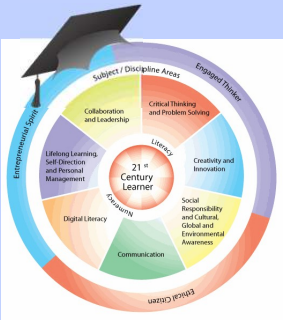 Subject / Discipline Areas
Engaged Thinker
Entrepreneurial Spirit
Ethical Citizen
Critical Thinking
and Problem Solving
Creativity and
Innovation
Social
Responsibility
and Cultural,
Global and
Environmental
Awareness
Communication
Digital Literacy
Lifelong Learning,
Self-Direction
and Personal
Management
Collaboration
and Leadership
Literacy
21 st
Century
Learner
Numeracy